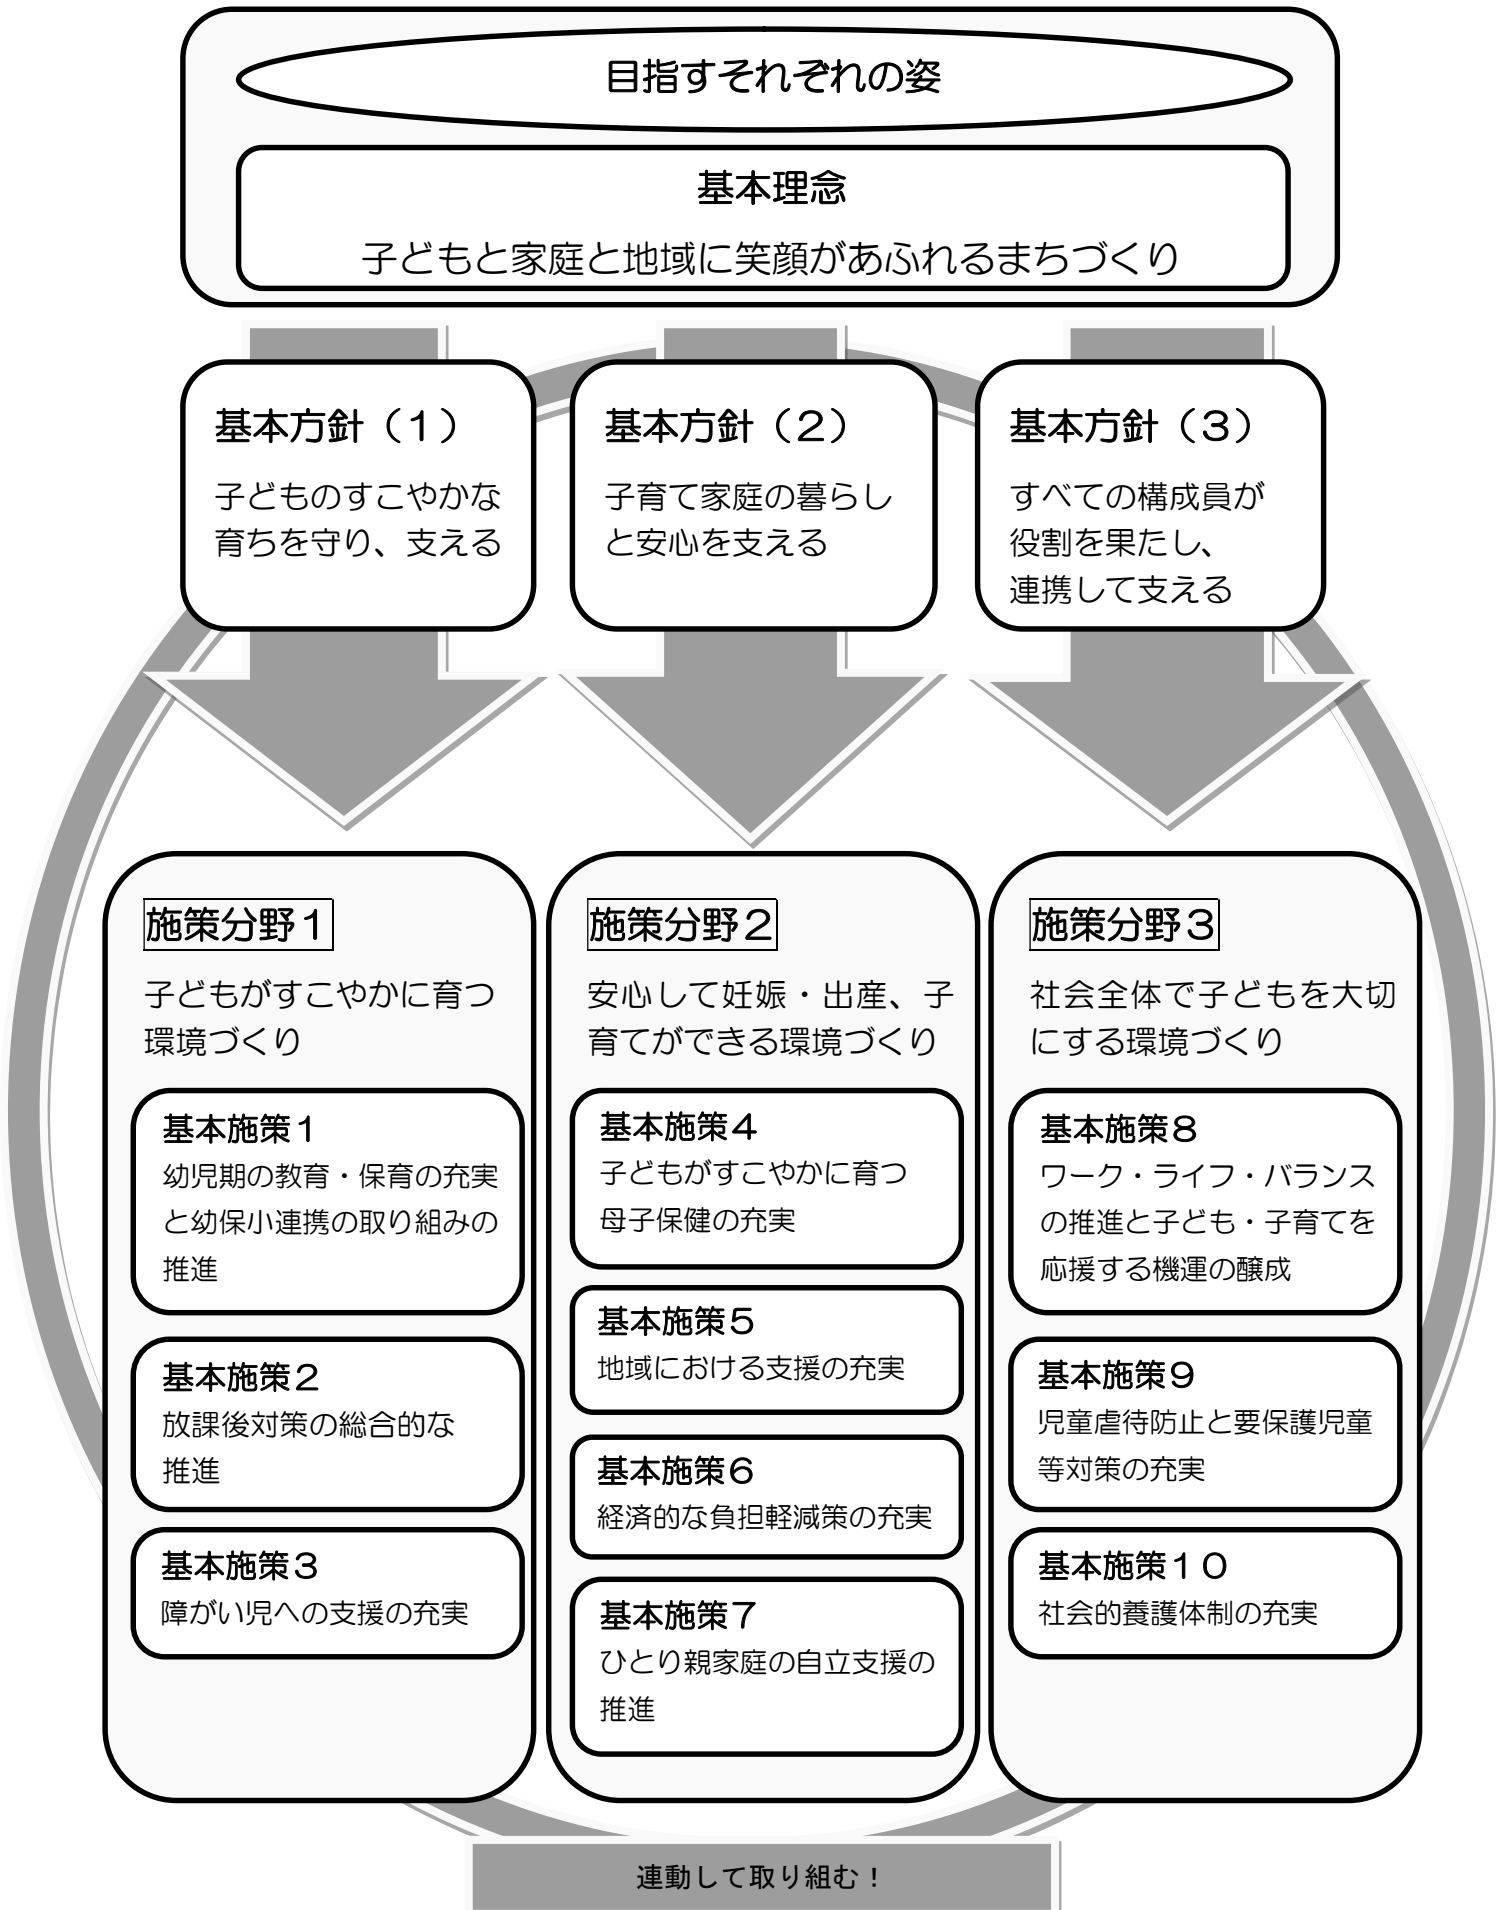 目指すそれぞれの姿
基本理念
子どもと家庭と地域に笑顔があふれるまちづくり
基本方針（１）
子どものすこやかな
育ちを守り、支える
基本方針（２）
子育て家庭の暮らし
と安心を支える
基本方針（３）
すべての構成員が
役割を果たし、
連携して支える
施策分野１
子どもがすこやかに育つ
環境づくり
基本施策１
幼児期の教育・保育の充実
と幼保小連携の取り組みの
推進
基本施策２
放課後対策の総合的な
推進
基本施策３
障がい児への支援の充実
施策分野２
安心して妊娠・出産、子
育てができる環境づくり
基本施策４
子どもがすこやかに育つ
母子保健の充実
基本施策５
地域における支援の充実
基本施策６
経済的な負担軽減策の充実
基本施策７
ひとり親家庭の自立支援の
推進
施策分野３
社会全体で子どもを大切
にする環境づくり
基本施策８
ワーク・ライフ・バランス
の推進と子ども・子育てを
応援する機運の醸成
基本施策９
児童虐待防止と要保護児童
等対策の充実
基本施策１０
社会的養護体制の充実
連動して取り組む！